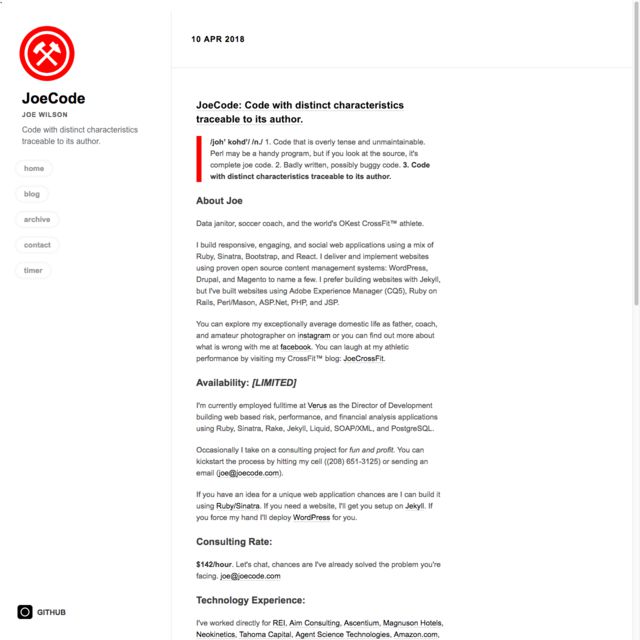 JoeCode
JOE WILSON
Code with distinct characteristics
traceable to its author.
home
blog
archive
contact
timer
GITHUB
10 APR 2018
JoeCode: Code with distinct characteristics
traceable to its author.
/joh' kohd'/ /n./ 1. Code that is overly tense and unmaintainable.
Perl may be a handy program, but if you look at the source, it's
complete joe code. 2. Badly written, possibly buggy code. 3. Code
with distinct characteristics traceable to its author.
About Joe
Data janitor, soccer coach, and the world's OKest CrossFit™ athlete.
I build responsive, engaging, and social web applications using a mix of
Ruby, Sinatra, Bootstrap, and React. I deliver and implement websites
using proven open source content management systems: WordPress,
Drupal, and Magento to name a few. I prefer building websites with Jekyll,
but I've built websites using Adobe Experience Manager (CQ5), Ruby on
Rails, Perl/Mason, ASP.Net, PHP, and JSP.
You can explore my exceptionally average domestic life as father, coach,
and amateur photographer on instagram or you can find out more about
what is wrong with me at facebook. You can laugh at my athletic
performance by visiting my CrossFit™ blog: JoeCrossFit.
Availability: [LIMITED]
I'm currently employed fulltime at Verus as the Director of Development
building web based risk, performance, and financial analysis applications
using Ruby, Sinatra, Rake, Jekyll, Liquid, SOAP/XML, and PostgreSQL.
Occasionally I take on a consulting project for fun and profit. You can
kickstart the process by hitting my cell ((208) 651-3125) or sending an
email (joe@joecode.com).
If you have an idea for a unique web application chances are I can build it
using Ruby/Sinatra. If you need a website, I'll get you setup on Jekyll. If
you force my hand I'll deploy WordPress for you.
Consulting Rate:
$142/hour. Let's chat, chances are I've already solved the problem you're
facing. joe@joecode.com
Technology Experience:
I've worked directly for REI, Aim Consulting, Ascentium, Magnuson Hotels,
Neokinetics, Tahoma Capital, Agent Science Technologies, Amazon.com,